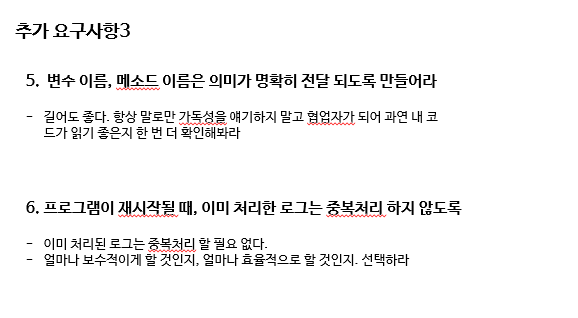 추가 요구사항3
5. 변수 이름, 메소드 이름은 의미가 명확히 전달 되도록 만들어라
- 길어도 좋다. 항상 말로만 가독성을 얘기하지 말고 협업자가 되어 과연 내 코
드가 읽기 좋은지 한 번 더 확인해봐라
6. 프로그램이 재시작될 때, 이미 처리한 로그는 중복처리 하지 않도록
- 이미 처리된 로그는 중복처리 할 필요 없다.
- 얼마나 보수적이게 할 것인지, 얼마나 효율적으로 할 것인지. 선택하라